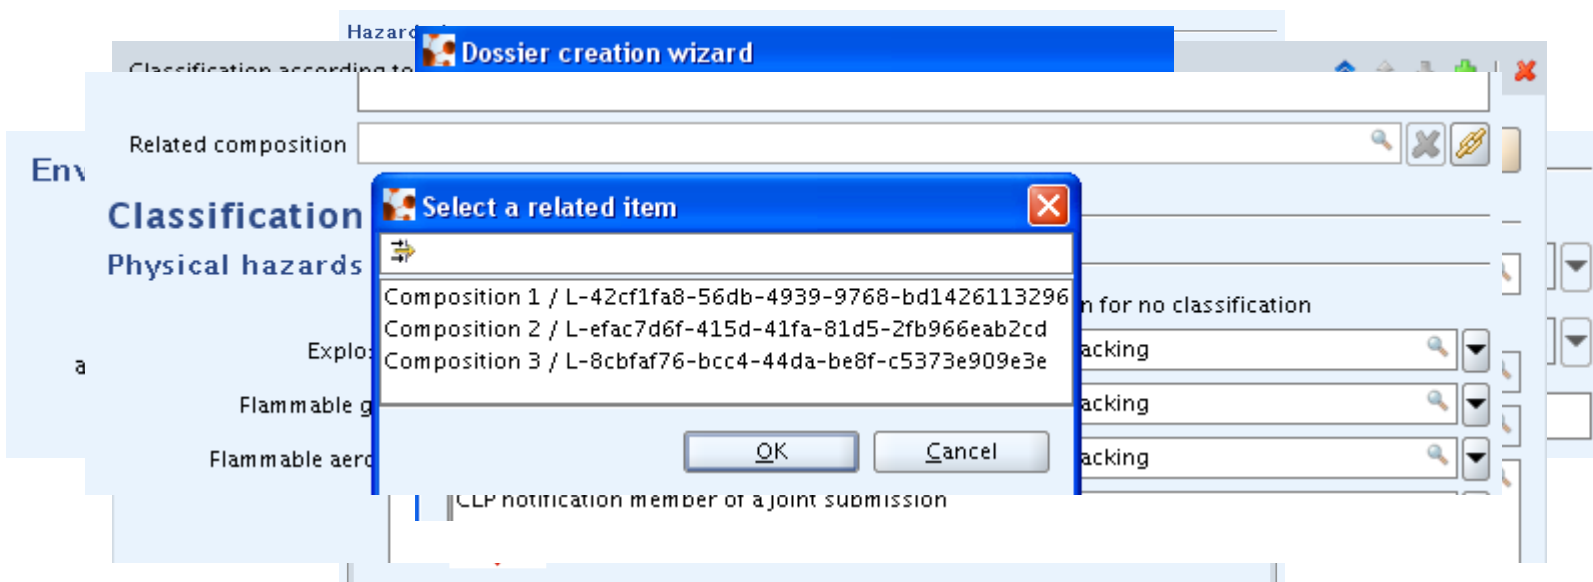 Hazard
Dossier creation wizard
Classification according to
Related composition
Env
Select a related item
Classification
Physical hazards
Composition 1 / L-42cf1fa8-56db-4939-9768-bd1426113296
n for no classification
Composition 2 / L-efac7d6f-415d-41fa-81d5-2fb966eab2cd
Explo
acking
Composition 3 / L-8cbfaf76-bcc4-44da-be8f-c5373e909e3e
a
Flammable g
acking
OK
Cancel
Flammable aero
acking
CLP notification member of a joint submission